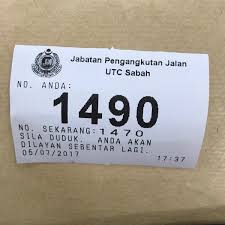 Jabatan Pengangkutan Jalan
UTC Sabah
NO. ANDA:
1490
NO. SEKARANG:1470
SILA DUDUK. ANDA AKAN
DILAYAN SEBENTAR LAGI.
05/07/2017 17:37